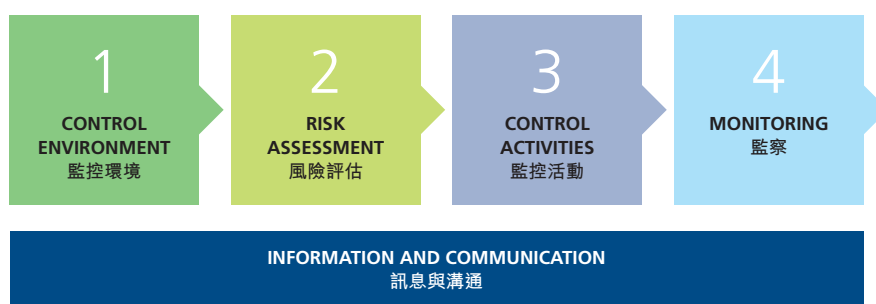 1
CONTROL
ENVIRONMENT
監控環境
2
RISK
ASSESSMENT
風險評估
3
CONTROL
ACTIVITIES
監控活動
4
MONITORING
監察
INFORMATION AND COMMUNICATION
訊息與溝通